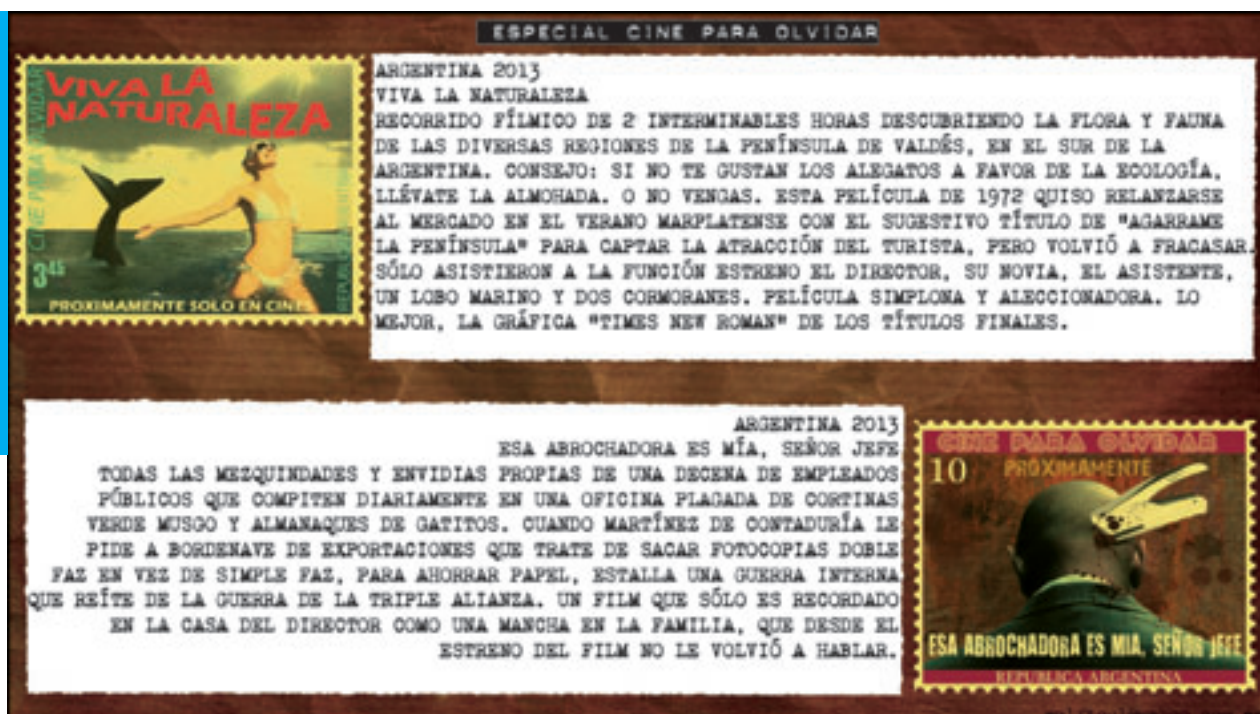 ESPECIAL CINE PARA OLVIDAR
VIVA LA
NATURALEZA
CINE PARA OLVIDAR
3.45
PROXIMAMENTE SOLO EN CINES
ARGENTINA 2013
VIVA LA NATURALEZA
RECORRIDO FÍLMICO DE 2 INTERMINABLES HORAS DESCUBRIENDO LA FLORA Y FAUNA
DE LAS DIVERSAS REGIONES DE LA PENÍNSULA DE VALDÉS, EN EL SUR DE LA
ARGENTINA. CONSEJO: SI NO TE GUSTAN LOS ALEGATOS A FAVOR DE LA ECOLOGÍA,
LLÉVATE LA ALMOHADA. O NO VENGAS. ESTA PELÍCULA DE 1972 QUISO RELANZARSE
AL MERCADO EN EL VERANO MARPLATENSE CON EL SUGESTIVO TÍTULO DE "AGARRAME
LA PENÍNSULA" PARA CAPTAR LA ATRACCIÓN DEL TURISTA, PERO VOLVIÓ A FRACASAR
SÓLO ASISTIERON A LA FUNCIÓN ESTRENO EL DIRECTOR, SU NOVIA, EL ASISTENTE,
UN LOBO MARINO Y DOS CORMORANES. PELÍCULA SIMPLONA Y ALECCIONADORA. LO
MEJOR, LA GRÁFICA "TIMES NEW ROMAN" DE LOS TÍTULOS FINALES.
ARGENTINA 2013
ESA ABROCHADORA ES MÍA, SEÑOR JEFE
TODAS LAS MEZQUINDADES Y ENVIDIAS PROPIAS DE UNA DECENA DE EMPLEADOS
PÚBLICOS QUE COMPITEN DIARIAMENTE EN UNA OFICINA PLAGADA DE CORTINAS
VERDE MUSGO Y ALMANAQUES DE GATITOS. CUANDO MARTÍNEZ DE CONTADURÍA LE
PIDE A BORDENAVE DE EXPORTACIONES QUE TRATE DE SACAR FOTOCOPIAS DOBLE
FAZ EN VEZ DE SIMPLE FAZ, PARA AHORRAR PAPEL, ESTALLA UNA GUERRA INTERNA
QUE REÍTE DE LA GUERRA DE LA TRIPLE ALIANZA. UN FILM QUE SÓLO ES RECORDADO
EN LA CASA DEL DIRECTOR COMO UNA MANCHA EN LA FAMILIA, QUE DESDE EL
ESTRENO DEL FILM NO LE VOLVIÓ A HABLAR.
CINE PARA OLVIDAR
10 PRÓXIMAMENTE
ESA ABROCHADORA ES MIA, SEÑOR JEFE
REPUBLICA ARGENTINA